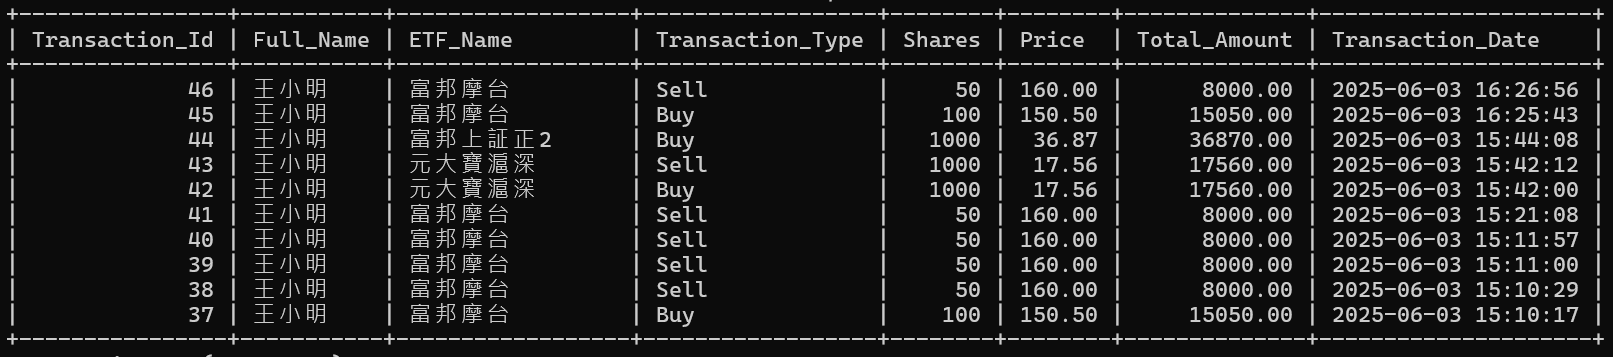 +----------------+-----------+-----------------+------------------+--------+--------+--------------+---------------------+
| Transaction_Id | Full_Name | ETF_Name | Transaction_Type | Shares | Price | Total_Amount | Transaction_Date |
+----------------+-----------+-----------------+------------------+--------+--------+--------------+---------------------+
| 46 | 王小明 | 富邦摩台 | Sell | 50 | 160.00 | 8000.00 | 2025-06-03 16:26:56 |
| 45 | 王小明 | 富邦摩台 | Buy | 100 | 150.50 | 15050.00 | 2025-06-03 16:25:43 |
| 44 | 王小明 | 富邦上証正2 | Buy | 1000 | 36.87 | 36870.00 | 2025-06-03 15:44:08 |
| 43 | 王小明 | 元大寶滬深 | Sell | 1000 | 17.56 | 17560.00 | 2025-06-03 15:42:12 |
| 42 | 王小明 | 元大寶滬深 | Buy | 1000 | 17.56 | 17560.00 | 2025-06-03 15:42:00 |
| 41 | 王小明 | 富邦摩台 | Sell | 50 | 160.00 | 8000.00 | 2025-06-03 15:21:08 |
| 40 | 王小明 | 富邦摩台 | Sell | 50 | 160.00 | 8000.00 | 2025-06-03 15:11:57 |
| 39 | 王小明 | 富邦摩台 | Sell | 50 | 160.00 | 8000.00 | 2025-06-03 15:11:00 |
| 38 | 王小明 | 富邦摩台 | Sell | 50 | 160.00 | 8000.00 | 2025-06-03 15:10:29 |
| 37 | 王小明 | 富邦摩台 | Buy | 100 | 150.50 | 15050.00 | 2025-06-03 15:10:17 |
+----------------+-----------+-----------------+------------------+--------+--------+--------------+---------------------+